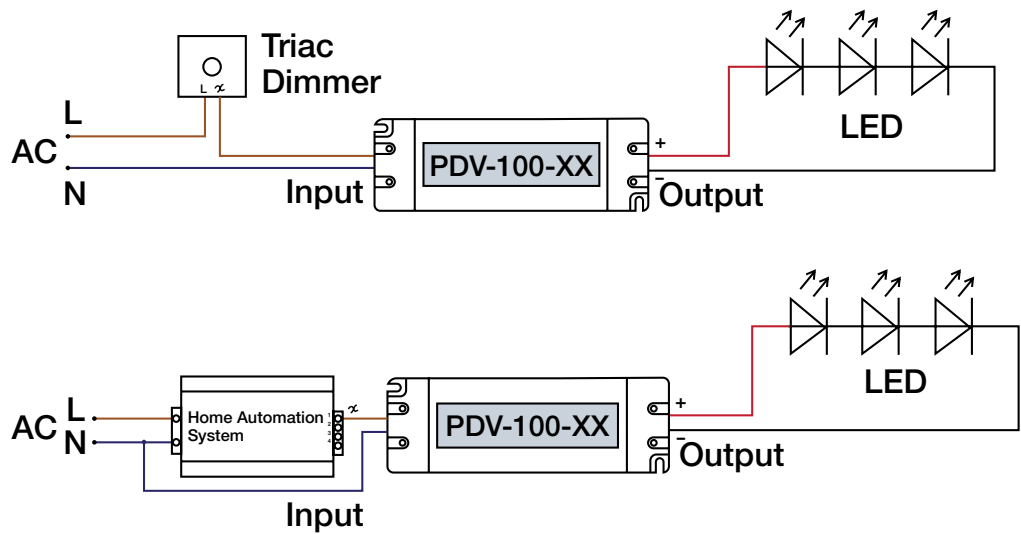 Triac
Dimmer
L
L
AC
N
Input
PDV-100-XX
+
−
Output
LED
AC
L
N
Home Automation
System
1
2
3
4
Input
PDV-100-XX
+
−
Output
LED